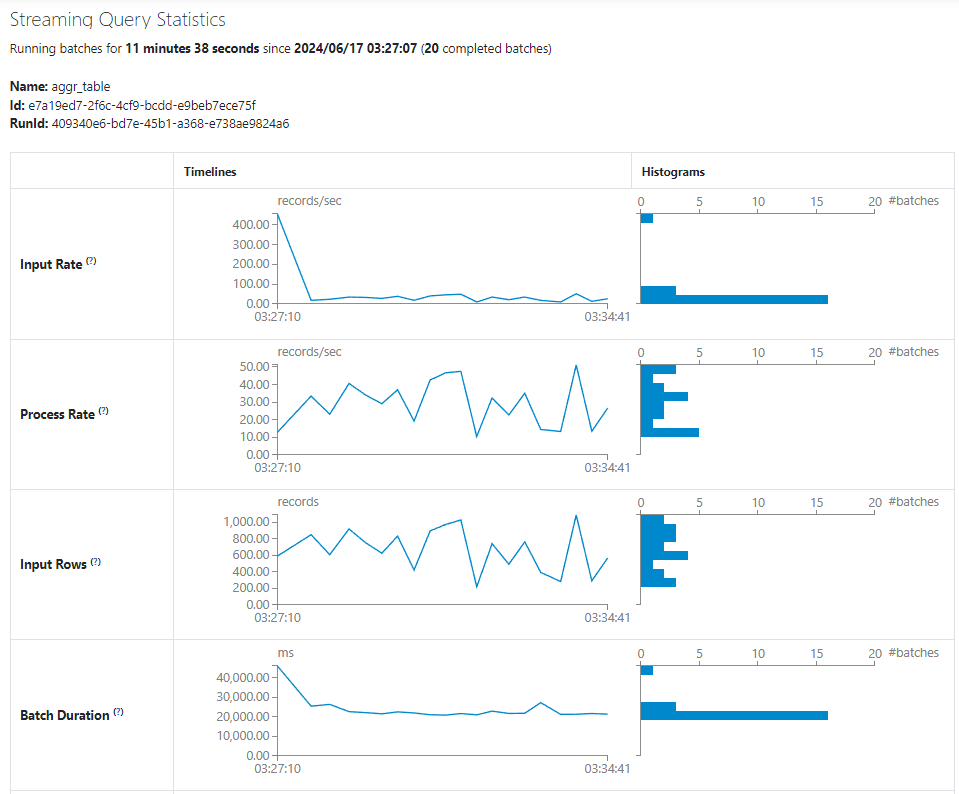 Streaming Query Statistics
Running batches for 11 minutes 38 seconds since 2024/06/17 03:27:07 (20 completed batches)
Name: aggr_table
Id: e7a19ed7-2f6c-4cf9-bcdd-e9beb7ece75f
RunId: 409340e6-bd7e-45b1-a368-e738ae9824a6
Timelines Histograms
Input Rate (?)
records/sec
400.00
300.00
200.00
100.00
0.00
03:27:10 03:34:41
0 5 10 15 20 #batches
Process Rate (?)
records/sec
50.00
40.00
30.00
20.00
10.00
0.00
03:27:10 03:34:41
0 5 10 15 20 #batches
Input Rows (?)
records
1,000.00
800.00
600.00
400.00
200.00
0.00
03:27:10 03:34:41
0 5 10 15 20 #batches
Batch Duration (?)
ms
40,000.00
30,000.00
20,000.00
10,000.00
0.00
03:27:10 03:34:41
0 5 10 15 20 #batches